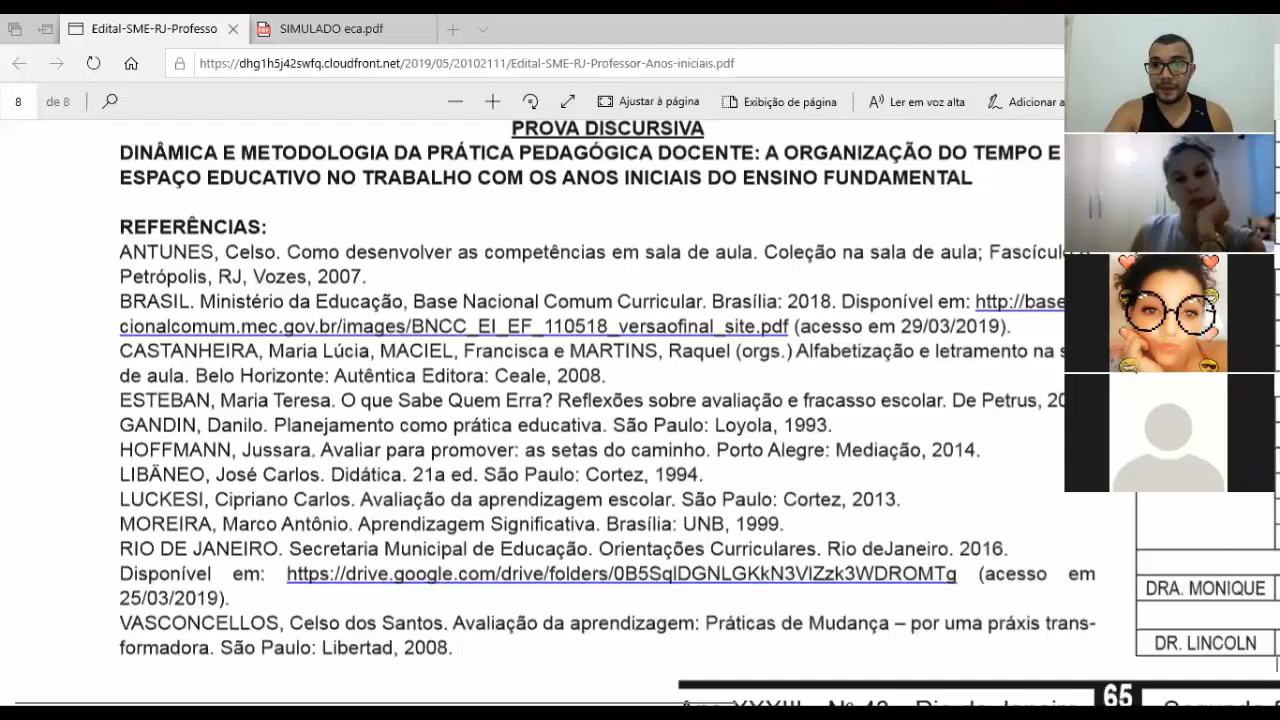 Edital-SME-RJ-Professo
SIMULADO eca.pdf
https://dhg1h5j42swfq.cloudfront.net/2019/05/20102111/Edital-SME-RJ-Professor-Anos-iniciais.pdf
8 de 8 Ajustar à página Exibição de página Ler em voz alta Adicionar a
PROVA DISCURSIVA
DINÂMICA E METODOLOGIA DA PRÁTICA PEDAGÓGICA DOCENTE: A ORGANIZAÇÃO DO TEMPO E
ESPAÇO EDUCATIVO NO TRABALHO COM OS ANOS INICIAIS DO ENSINO FUNDAMENTAL
REFERÊNCIAS:
ANTUNES, Celso. Como desenvolver as competências em sala de aula. Coleção na sala de aula; Fascículo
Petrópolis, RJ, Vozes, 2007.
BRASIL. Ministério da Educação, Base Nacional Comum Curricular. Brasília: 2018. Disponível em: http://base
cionalcomum.mec.gov.br/images/BNCC_EI_EF_110518_versaofinal_site.pdf (acesso em 29/03/2019).
CASTANHEIRA, Maria Lúcia, MACIEL, Francisca e MARTINS, Raquel (orgs.) Alfabetização e letramento na s
de aula. Belo Horizonte: Autêntica Editora: Ceale, 2008.
ESTEBAN, Maria Teresa. O que Sabe Quem Erra? Reflexões sobre avaliação e fracasso escolar. De Petrus, 20
GANDIN, Danilo. Planejamento como prática educativa. São Paulo: Loyola, 1993.
HOFFMANN, Jussara. Avaliar para promover: as setas do caminho. Porto Alegre: Mediação, 2014.
LIBÂNEO, José Carlos. Didática. 21a ed. São Paulo: Cortez, 1994.
LUCKESI, Cipriano Carlos. Avaliação da aprendizagem escolar. São Paulo: Cortez, 2013.
MOREIRA, Marco Antônio. Aprendizagem Significativa. Brasília: UNB, 1999.
RIO DE JANEIRO. Secretaria Municipal de Educação. Orientações Curriculares. Rio deJaneiro. 2016.
Disponível em: https://drive.google.com/drive/folders/0B5SqlDGNLGKkN3VlZzk3WDROMTg (acesso em
25/03/2019).
VASCONCELLOS, Celso dos Santos. Avaliação da aprendizagem: Práticas de Mudança – por uma práxis trans-
formadora. São Paulo: Libertad, 2008.
DRA. MONIQUE
DR. LINCOLN
65